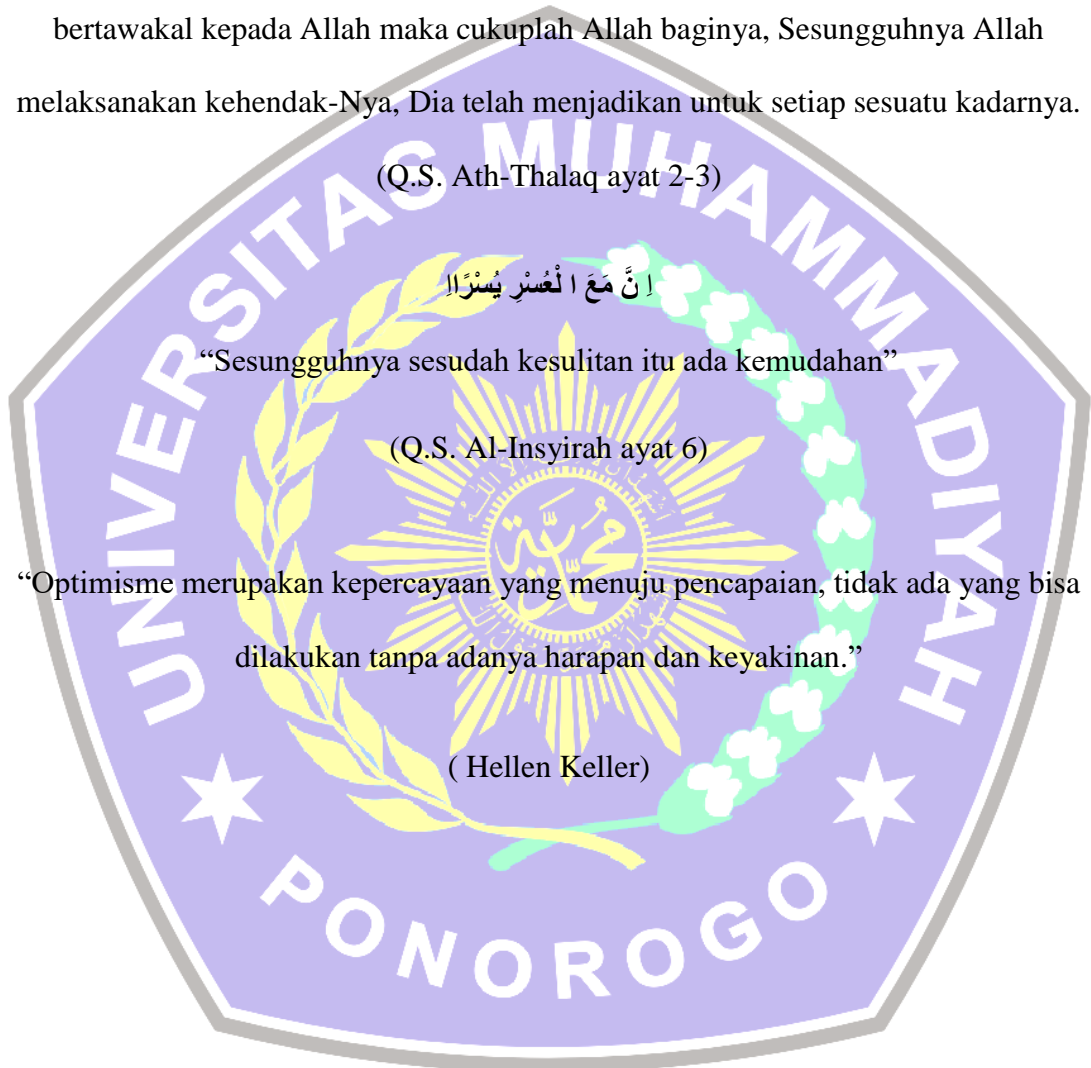 bertawakal kepada Allah maka cukuplah Allah baginya, Sesungguhnya Allah
melaksanakan kehendak-Nya, Dia telah menjadikan untuk setiap sesuatu kadarnya.
(Q.S. Ath-Thalaq ayat 2-3)
اِ نَّ مَعَ ا لْعُسْرِ يُسْرًااِ
“Sesungguhnya sesudah kesulitan itu ada kemudahan”
(Q.S. Al-Insyirah ayat 6)
“Optimisme merupakan kepercayaan yang menuju pencapaian, tidak ada yang bisa
dilakukan tanpa adanya harapan dan keyakinan.”
( Hellen Keller)
UNIVERSITAS MUHAMMADIYAH
PONOROGO
محمدية